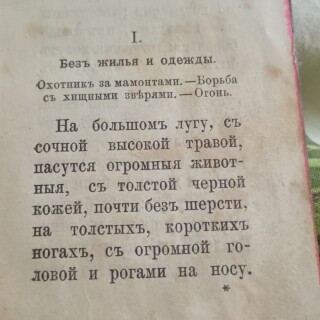 I.
Безъ жилья и одежды.
Охотникъ за мамонтами.—Борьба
съ хищными звѣрями.—Огонь.
На большомъ лугу, съ
сочной высокой травой,
пасутся огромныя живот-
ныя, съ толстой черной
кожей, почти безъ шерсти,
на толстыхъ, короткихъ
ногахъ, съ огромной го-
ловой и рогами на носу.
*